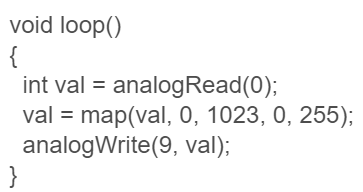 void loop()
{
  int val = analogRead(0);
  val = map(val, 0, 1023, 0, 255);
  analogWrite(9, val);
}